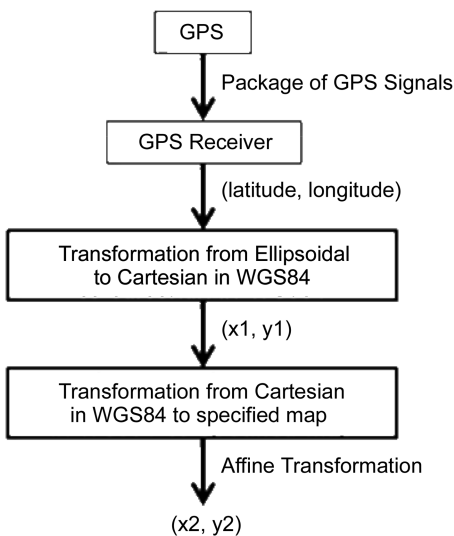 GPS
Package of GPS Signals
GPS Receiver
(latitude, longitude)
Transformation from Ellipsoidal
to Cartesian in WGS84
(x1, y1)
Transformation from Cartesian
in WGS84 to specified map
Affine Transformation
(x2, y2)